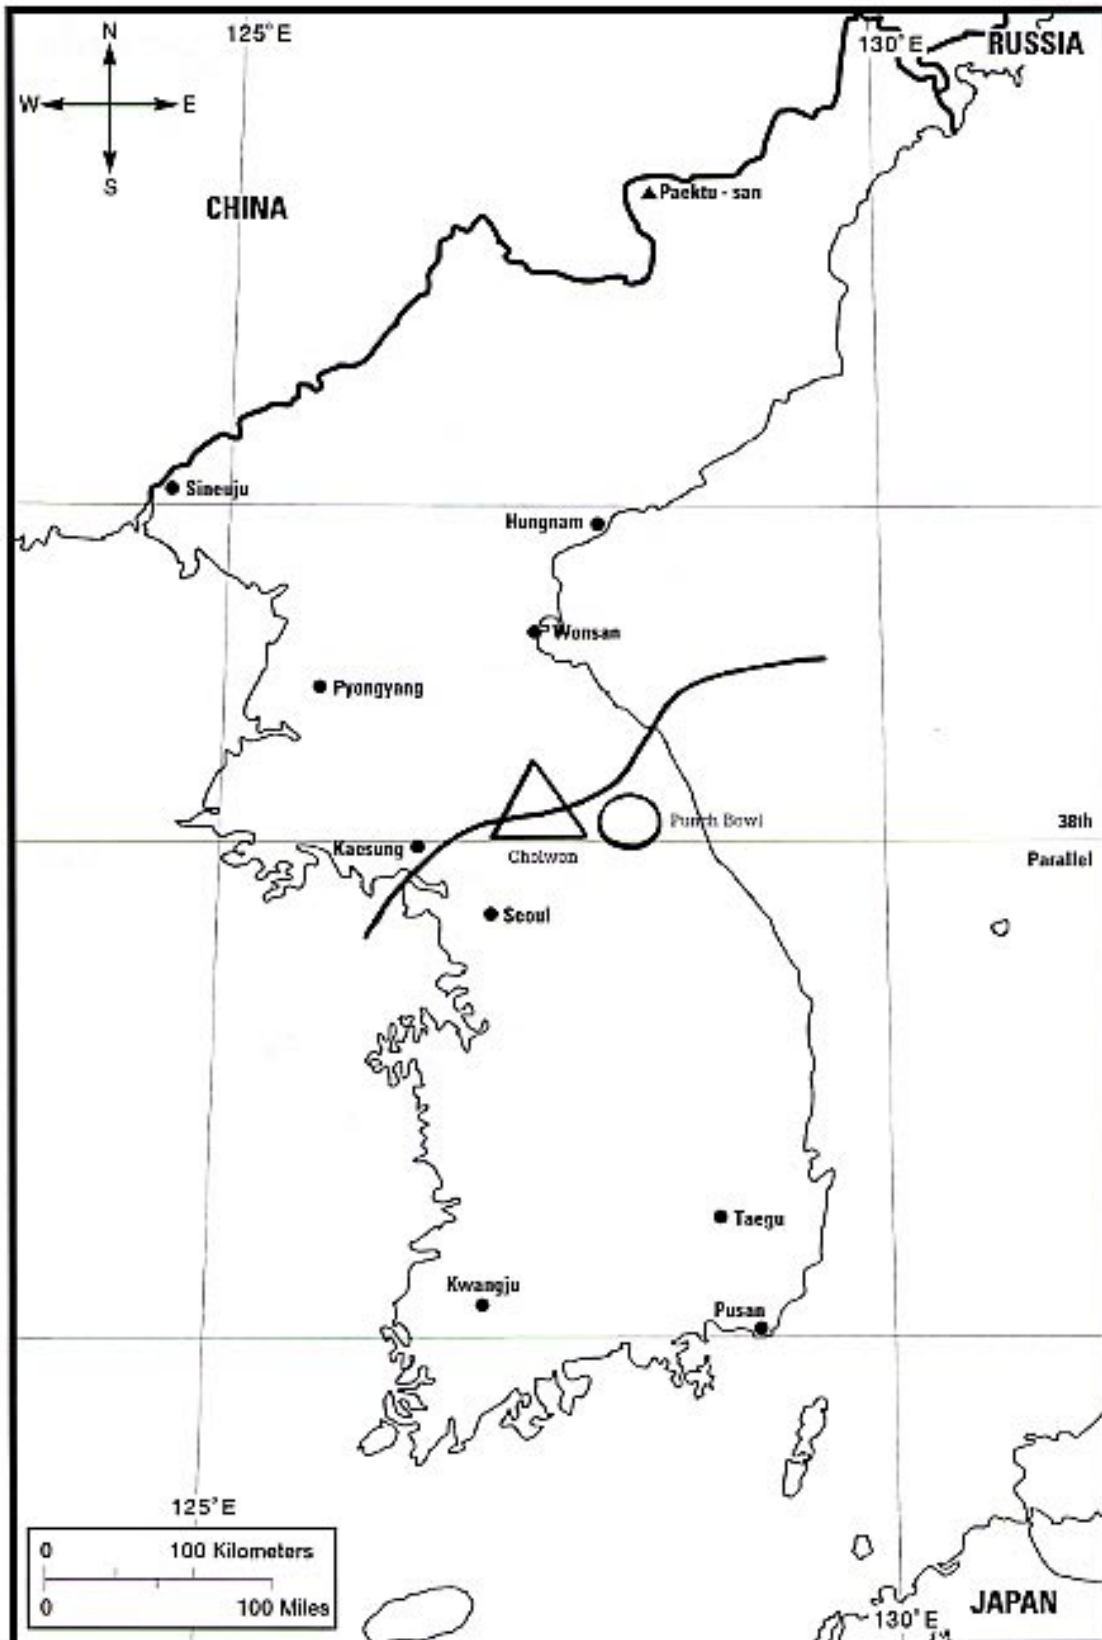 N
125°E
130°E
RUSSIA
W
E
S
CHINA
Paektu - san
Sineuju
Hungnam
Wonsan
Pyongyang
Punch Bowl
38th
Kaesung
Cholwon
Parallel
Seoul
Taegu
Kwangju
Pusan
125°E
0 100 Kilometers
0 100 Miles
JAPAN
130°E